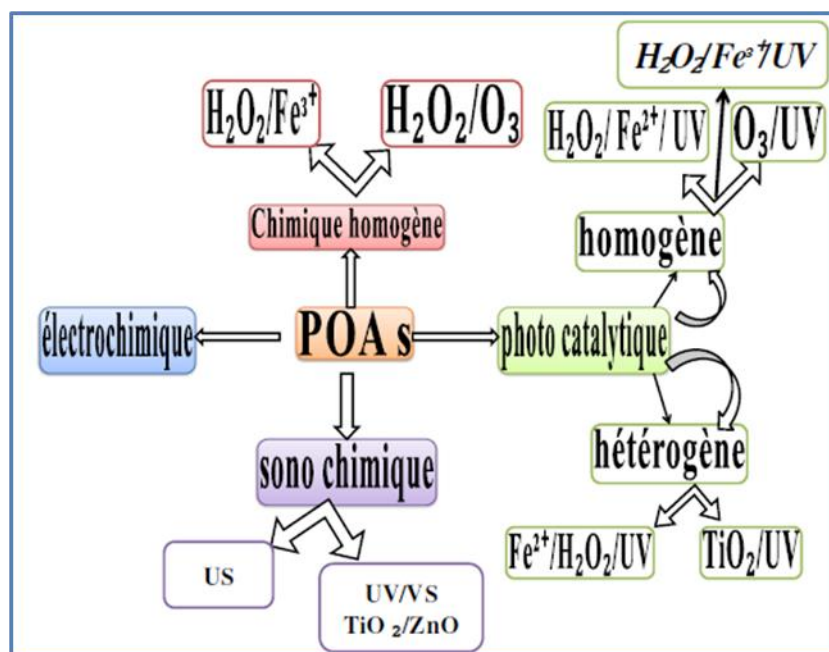 H₂O₂/Fe³⁺/UV
H₂O₂/Fe³⁺
H₂O₂/O₃
H₂O₂/Fe²⁺/UV
O₃/UV
Chimique homogène
homogène
électrochimique
POA s
photo catalytique
sono chimique
hétérogène
US
UV/VS
TiO ₂/ZnO
Fe²⁺/H₂O₂/UV
TiO₂/UV